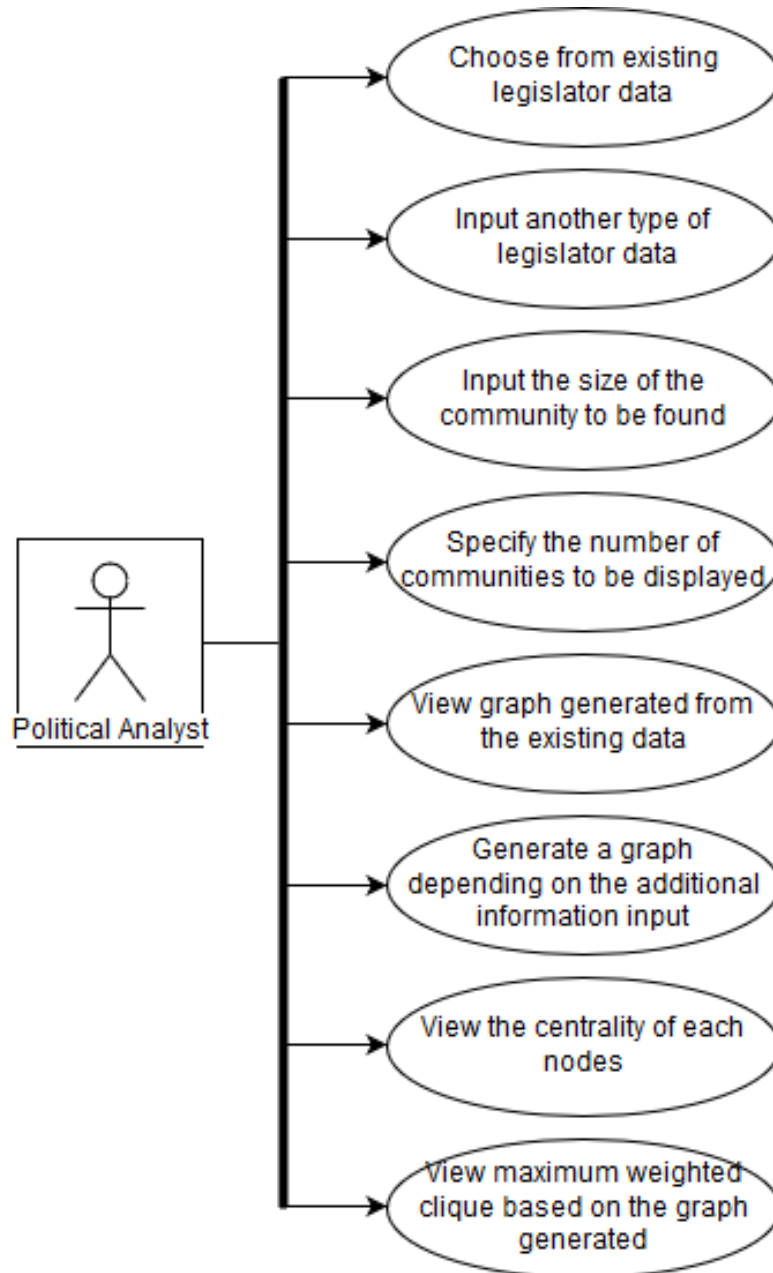 Choose from existing
legislator data
Input another type of
legislator data
Input the size of the
community to be found
Specify the number of
communities to be displayed
Political Analyst
View graph generated from
the existing data
Generate a graph
depending on the additional
information input
View the centrality of each
nodes
View maximum weighted
clique based on the graph
generated